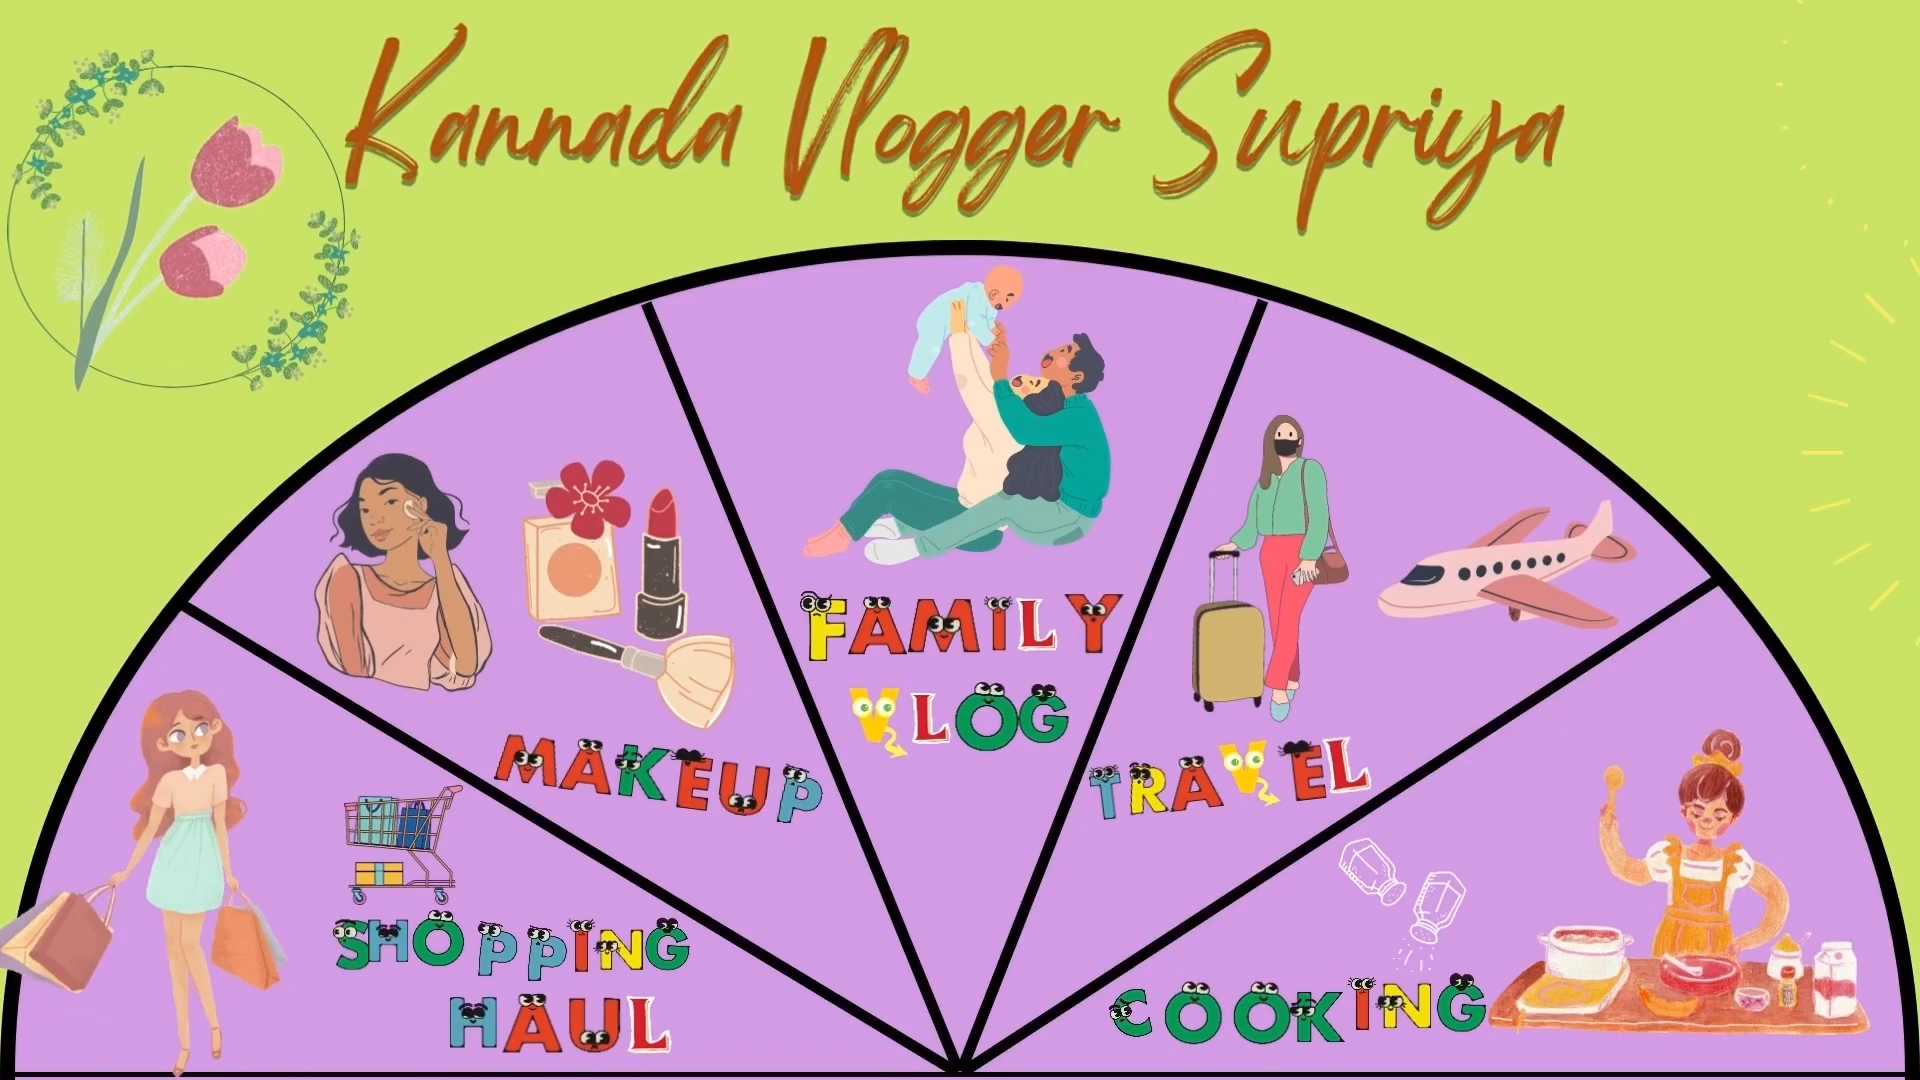 Kannada Vlogger Supriya
FAMILY
VLOG
MAKEUP
TRAVEL
SHOPPING
HAUL
COOKING